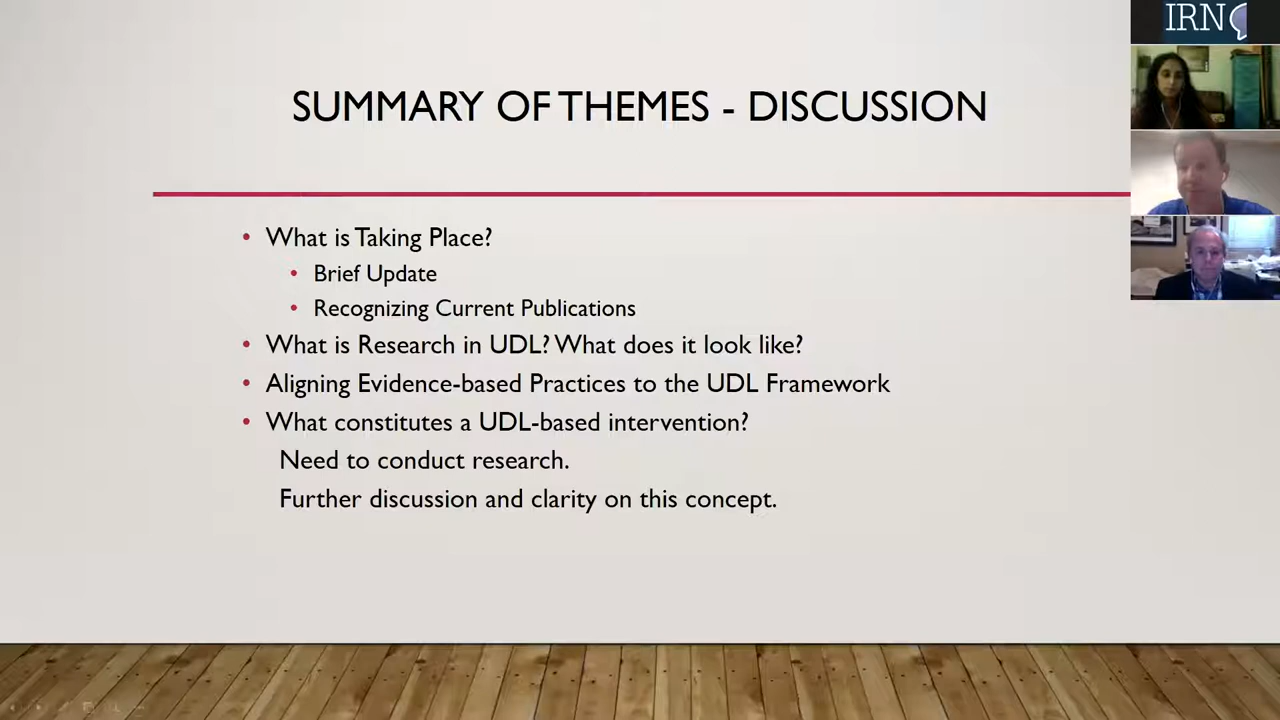 IRN
SUMMARY OF THEMES - DISCUSSION
• What is Taking Place?
• Brief Update
• Recognizing Current Publications
• What is Research in UDL? What does it look like?
• Aligning Evidence-based Practices to the UDL Framework
• What constitutes a UDL-based intervention?
Need to conduct research.
Further discussion and clarity on this concept.